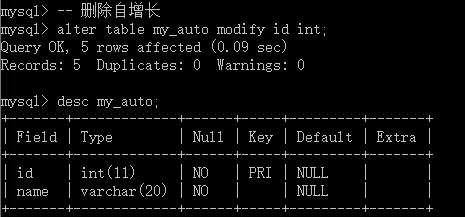 mysql> -- 删除自增长
mysql> alter table my_auto modify id int;
Query OK, 5 rows affected (0.09 sec)
Records: 5  Duplicates: 0  Warnings: 0

mysql> desc my_auto;
+-------+-------------+------+-----+---------+-------+
| Field | Type        | Null | Key | Default | Extra |
+-------+-------------+------+-----+---------+-------+
| id    | int(11)     | NO   | PRI | NULL    |       |
| name  | varchar(20) | NO   |     | NULL    |       |
+-------+-------------+------+-----+---------+-------+